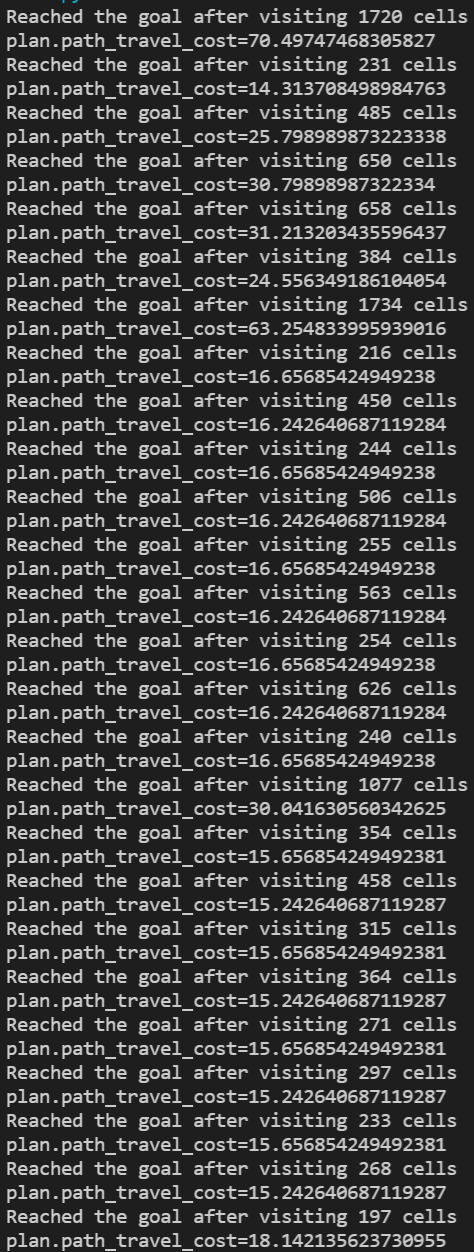 Reached the goal after visiting 1720 cells
plan.path_travel_cost=70.49747468305827
Reached the goal after visiting 231 cells
plan.path_travel_cost=14.313708498984763
Reached the goal after visiting 485 cells
plan.path_travel_cost=25.798989873223338
Reached the goal after visiting 650 cells
plan.path_travel_cost=30.79898987322334
Reached the goal after visiting 658 cells
plan.path_travel_cost=31.213203435596437
Reached the goal after visiting 384 cells
plan.path_travel_cost=24.556349186104054
Reached the goal after visiting 1734 cells
plan.path_travel_cost=63.254833995939016
Reached the goal after visiting 216 cells
plan.path_travel_cost=16.65685424949238
Reached the goal after visiting 450 cells
plan.path_travel_cost=16.242640687119284
Reached the goal after visiting 244 cells
plan.path_travel_cost=16.65685424949238
Reached the goal after visiting 506 cells
plan.path_travel_cost=16.242640687119284
Reached the goal after visiting 255 cells
plan.path_travel_cost=16.65685424949238
Reached the goal after visiting 563 cells
plan.path_travel_cost=16.242640687119284
Reached the goal after visiting 254 cells
plan.path_travel_cost=16.65685424949238
Reached the goal after visiting 626 cells
plan.path_travel_cost=16.242640687119284
Reached the goal after visiting 240 cells
plan.path_travel_cost=16.65685424949238
Reached the goal after visiting 1077 cells
plan.path_travel_cost=30.041630560342625
Reached the goal after visiting 354 cells
plan.path_travel_cost=15.656854249492381
Reached the goal after visiting 458 cells
plan.path_travel_cost=15.242640687119287
Reached the goal after visiting 315 cells
plan.path_travel_cost=15.656854249492381
Reached the goal after visiting 364 cells
plan.path_travel_cost=15.242640687119287
Reached the goal after visiting 271 cells
plan.path_travel_cost=15.656854249492381
Reached the goal after visiting 297 cells
plan.path_travel_cost=15.242640687119287
Reached the goal after visiting 233 cells
plan.path_travel_cost=15.656854249492381
Reached the goal after visiting 268 cells
plan.path_travel_cost=15.242640687119287
Reached the goal after visiting 197 cells
plan.path_travel_cost=18.142135623730955